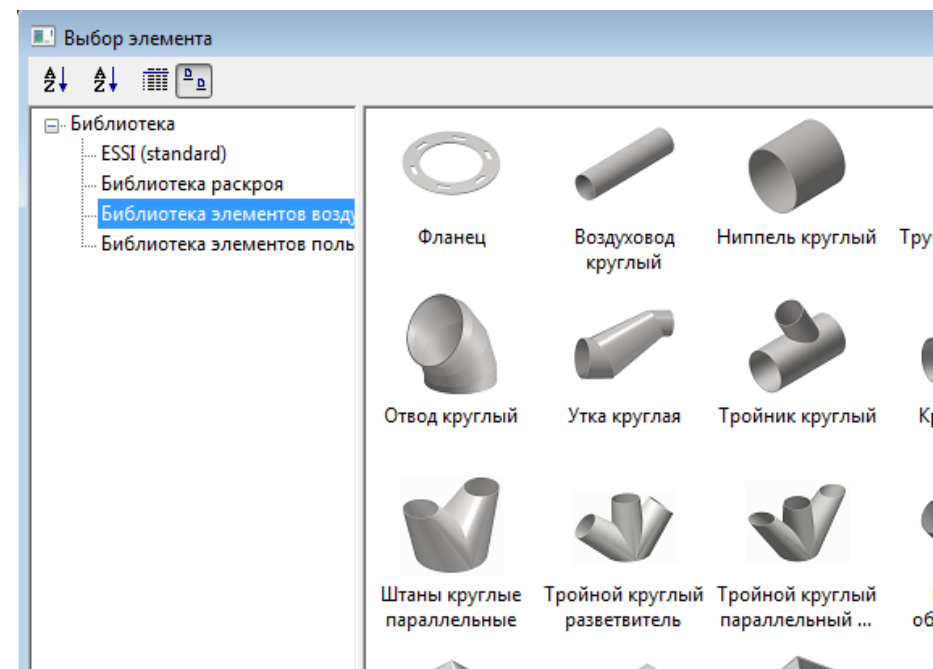 Выбор элемента
Библиотека
ESSI (standard)
Библиотека раскроя
Библиотека элементов возду
Библиотека элементов поль
Фланец
Воздуховод
круглый
Ниппель круглый
Отвод круглый
Утка круглая
Тройник круглый
Штаны круглые
параллельные
Тройной круглый
разветвитель
Тройной круглый
параллельный ...